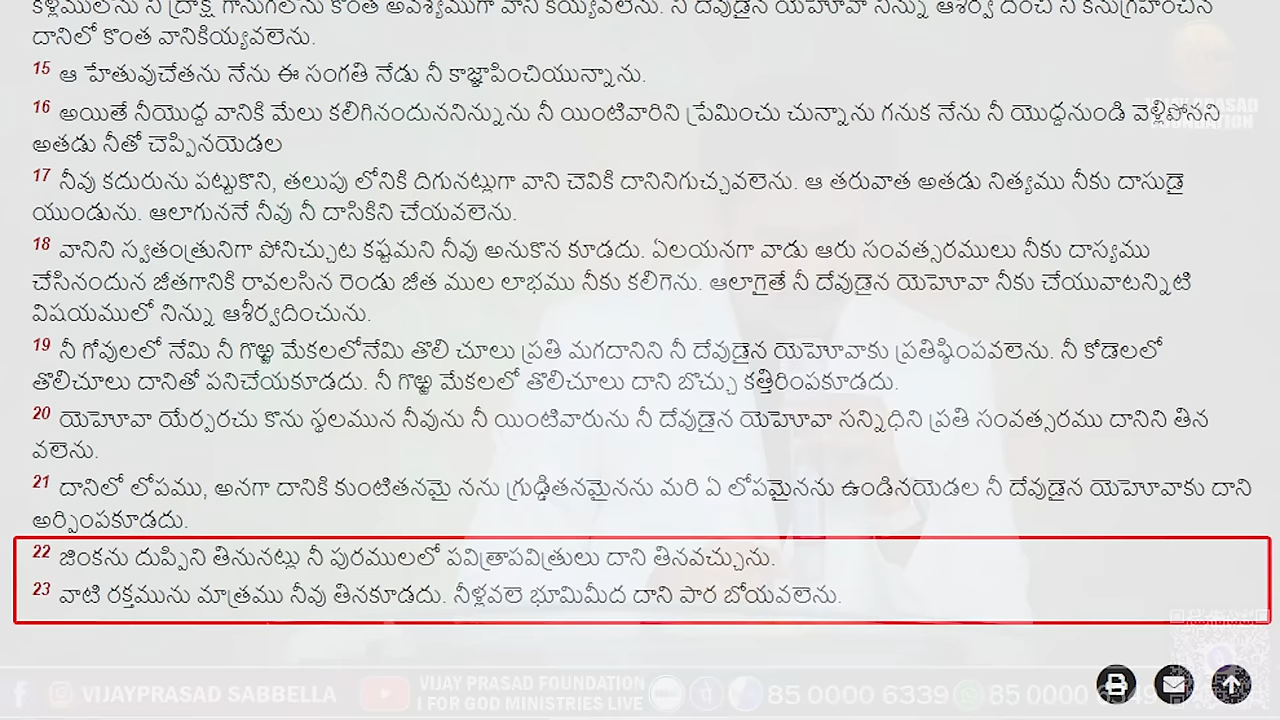 కళ్లములోను నీ ద్రాక్ష గానుగలోను కొంత అవశ్యముగా వాని కియ్యవలెను. నీ దేవుడైన యెహోవా నిన్ను ఆశీర్వ దించి నీ కనుగ్రహించిన
దానిలో కొంత వానికియ్యవలెను.
15 ఆ హేతువుచేతను నేను ఈ సంగతి నేడు నీ కాజ్ఞాపించియున్నాను.
16 అయితే నీయొద్ద వానికి మేలు కలిగినందుననిన్నును నీ యింటివారిని ప్రేమించు చున్నాను గనుక నేను నీ యొద్దనుండి వెళ్లిపోనని
అతడు నీతో చెప్పినయెడల
17 నీవు కదురును పట్టుకొని, తలుపు లోనికి దిగునట్లుగా వాని చెవికి దానినిగుచ్చవలెను. ఆ తరువాత అతడు నిత్యము నీకు దాసుడై
యుండును. ఆలాగుననే నీవు నీ దాసికిని చేయవలెను.
18 వానిని స్వతంత్రునిగా పోనిచ్చుట కష్టమని నీవు అనుకొన కూడదు. ఏలయనగా వాడు ఆరు సంవత్సరములు నీకు దాస్యము
చేసినందున జీతగానికి రావలసిన రెండు జీత ముల లాభము నీకు కలిగెను. ఆలాగైతే నీ దేవుడైన యెహోవా నీకు చేయువాటన్నిటి
విషయములో నిన్ను ఆశీర్వదించును.
19 నీ గోవులలో నేమి నీ గొఱ్ఱ మేకలలోనేమి తొలి చూలు ప్రతి మగదానిని నీ దేవుడైన యెహోవాకు ప్రతిష్ఠింపవలెను. నీ కోడెలలో
తొలిచూలు దానితో పనిచేయకూడదు. నీ గొఱ్ఱ మేకలలో తొలిచూలు దాని బొచ్చు కత్తిరింపకూడదు.
20 యెహోవా యేర్పరచు కొను స్థలమున నీవును నీ యింటివారును నీ దేవుడైన యెహోవా సన్నిధిని ప్రతి సంవత్సరము దానిని తిన
వలెను.
21 దానిలో లోపము, అనగా దానికి కుంటితనమై నను గ్రుడ్డితనమైనను మరి ఏ లోపమైనను ఉండినయెడల నీ దేవుడైన యెహోవాకు దాని
అర్పింపకూడదు.
22 జింకను దుప్పిని తినునట్లు నీ పురములలో పవిత్రాపవిత్రులు దాని తినవచ్చును.
23 వాటి రక్తమును మాత్రము నీవు తినకూడదు. నీళ్లవలె భూమిమీద దాని పార బోయవలెను.
VIJAY PRASAD
FOUNDATION
VIJAYPRASAD SABBELLA
VIJAY PRASAD FOUNDATION
I FOR GOD MINISTRIES LIVE
85 0000 6339
85 0000